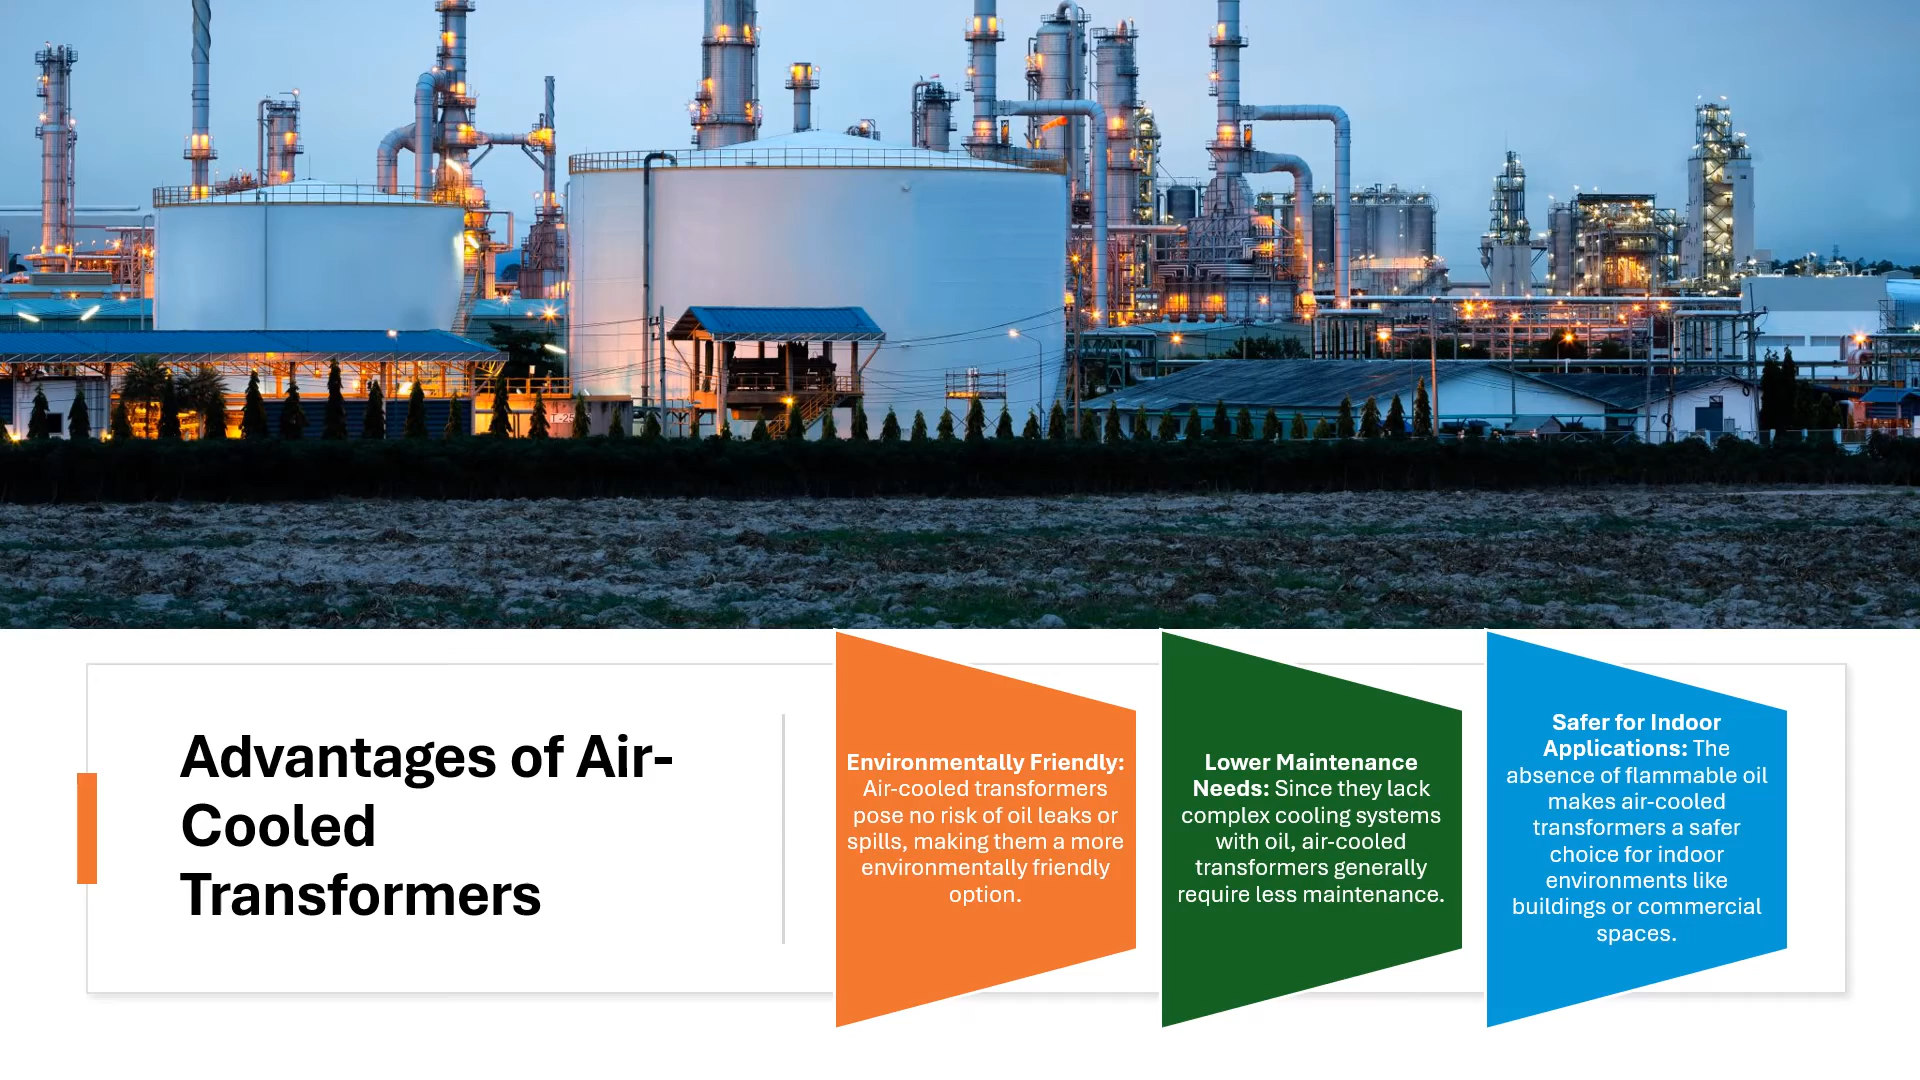 Advantages of Air-
Cooled
Transformers
Environmentally Friendly:
Air-cooled transformers
pose no risk of oil leaks or
spills, making them a more
environmentally friendly
option.
Lower Maintenance
Needs: Since they lack
complex cooling systems
with oil, air-cooled
transformers generally
require less maintenance.
Safer for Indoor
Applications: The
absence of flammable oil
makes air-cooled
transformers a safer
choice for indoor
environments like
buildings or commercial
spaces.